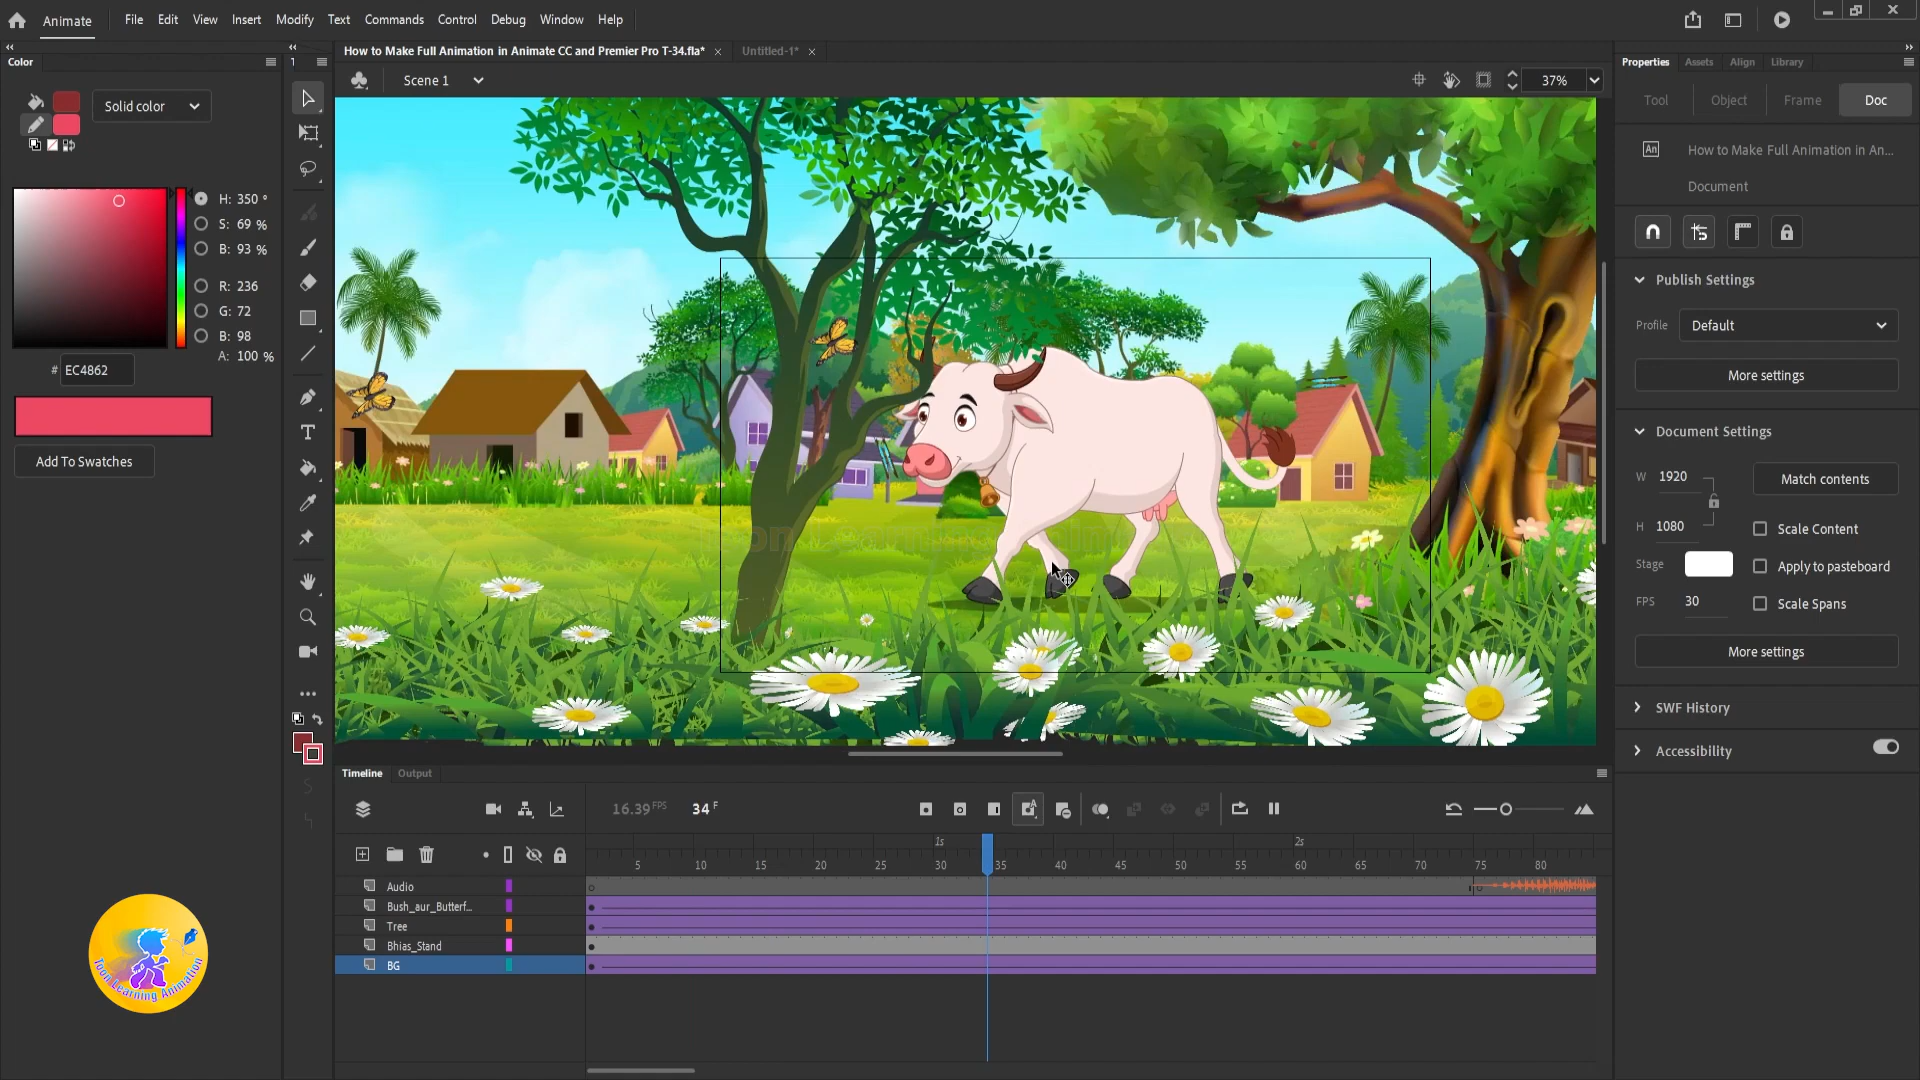 Animate File Edit View Insert Modify Text Commands Control Debug Window Help
How to Make Full Animation in Animate CC and Premier Pro T-34.fla* Untitled-1*
Scene 1 37%
Color
Solid color
H: 350 °
S: 69 %
B: 93 %
R: 236
G: 72
B: 98
A: 100 %
# EC4862
Add To Swatches
Toon Learning Animation
Properties Assets Align Library
Tool Object Frame Doc
An How to Make Full Animation in An...
Document
Publish Settings
Profile Default
More settings
Document Settings
W 1920 Match contents
H 1080 Scale Content
Stage Apply to pasteboard
FPS 30 Scale Spans
More settings
SWF History
Accessibility
Timeline Output
16.39 FPS 34 F
1s 2s
5 10 15 20 25 30 35 40 45 50 55 60 65 70 75 80
Audio
Bush_aur_Butterf...
Tree
Bhias_Stand
BG